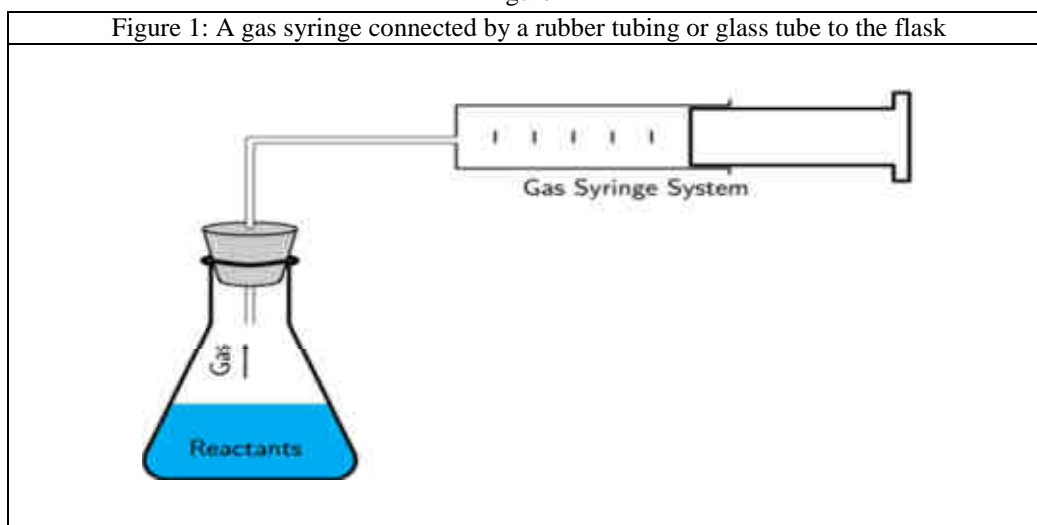 Figure 1: A gas syringe connected by a rubber tubing or glass tube to the flask
Gas Syringe System
Gas
Reactants